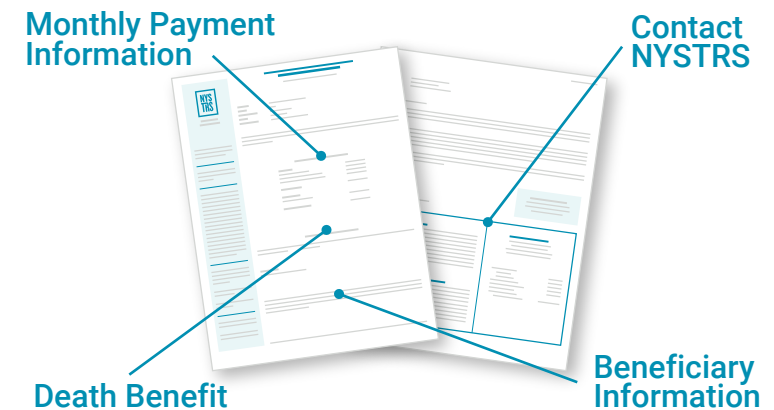 Monthly Payment
Information
Contact
NYSTRS
NYS
TRS
Death Benefit
Beneficiary
Information